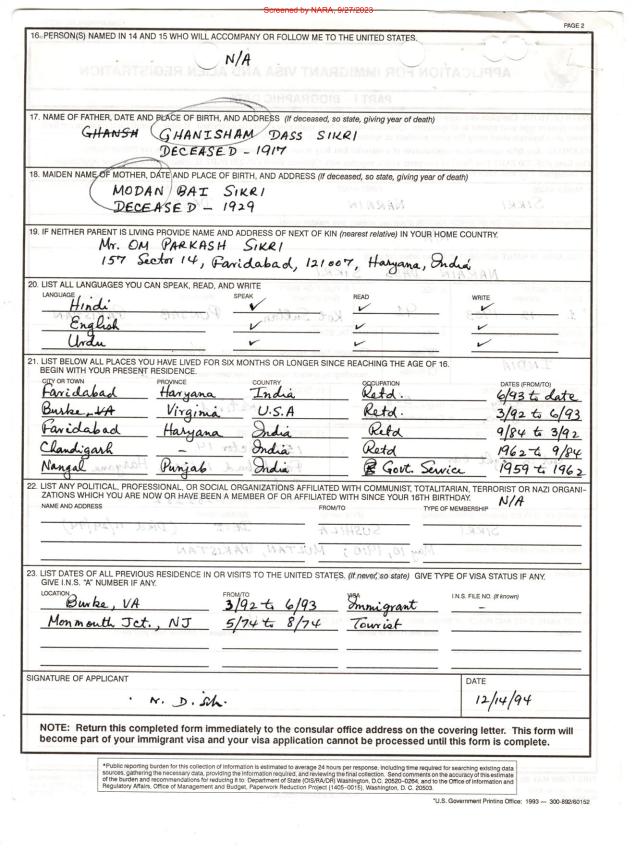 Screened by NARA, 9/27/2023
PAGE 2
16. PERSON(S) NAMED IN 14 AND 15 WHO WILL ACCOMPANY OR FOLLOW ME TO THE UNITED STATES.
N/A
17. NAME OF FATHER, DATE AND PLACE OF BIRTH, AND ADDRESS (If deceased, so state, giving year of death)
GHANSH GHANISHAM DASS SIKRI
DECEASED - 1917
18. MAIDEN NAME OF MOTHER, DATE AND PLACE OF BIRTH, AND ADDRESS (If deceased, so state, giving year of death)
MODAN BAI SIKRI
DECEASED - 1929
19. IF NEITHER PARENT IS LIVING PROVIDE NAME AND ADDRESS OF NEXT OF KIN (nearest relative) IN YOUR HOME COUNTRY.
Mr. OM PARKASH SIKRI
157 Sector 14, Faridabad, 121007, Haryana, India
20. LIST ALL LANGUAGES YOU CAN SPEAK, READ, AND WRITE
LANGUAGE SPEAK READ WRITE
Hindi ✓ ✓ ✓
English ✓ ✓ ✓
Urdu ✓ ✓ ✓
21. LIST BELOW ALL PLACES YOU HAVE LIVED FOR SIX MONTHS OR LONGER SINCE REACHING THE AGE OF 16.
BEGIN WITH YOUR PRESENT RESIDENCE.
CITY OR TOWN PROVINCE COUNTRY OCCUPATION DATES (FROM/TO)
Faridabad Haryana India Retd. 6/93 to date
Burke, VA Virginia U.S.A Retd. 3/92 to 6/93
Faridabad Haryana India Retd 9/84 to 3/92
Chandigarh - India Retd 1962 to 9/84
Nangal Punjab India Govt. Service 1959 to 1962
22. LIST ANY POLITICAL, PROFESSIONAL, OR SOCIAL ORGANIZATIONS AFFILIATED WITH COMMUNIST, TOTALITARIAN, TERRORIST OR NAZI ORGANI-
ZATIONS WHICH YOU ARE NOW OR HAVE BEEN A MEMBER OF OR AFFILIATED WITH SINCE YOUR 16TH BIRTHDAY. N/A
NAME AND ADDRESS FROM/TO TYPE OF MEMBERSHIP
23. LIST DATES OF ALL PREVIOUS RESIDENCE IN OR VISITS TO THE UNITED STATES. (If never, so state) GIVE TYPE OF VISA STATUS IF ANY.
GIVE I.N.S. "A" NUMBER IF ANY.
LOCATION FROM/TO VISA I.N.S. FILE NO. (If known)
Burke, VA 3/92 to 6/93 Immigrant -
Monmouth Jct., NJ 5/74 to 8/74 Tourist
SIGNATURE OF APPLICANT DATE
12/14/94
NOTE: Return this completed form immediately to the consular office address on the covering letter. This form will
become part of your immigrant visa and your visa application cannot be processed until this form is complete.
*Public reporting burden for this collection of information is estimated to average 24 hours per response, including time required for searching existing data
sources, gathering the necessary data, providing the information required, and reviewing the final collection. Send comments on the accuracy of this estimate
of the burden and recommendations for reducing it to: Department of State (OIS/RA/DR) Washington, D.C. 20520-0264, and to the Office of Information and
Regulatory Affairs, Office of Management and Budget, Paperwork Reduction Project (1405-0015), Washington, D.C. 20503.
*U.S. Government Printing Office: 1993 — 300-892/60152